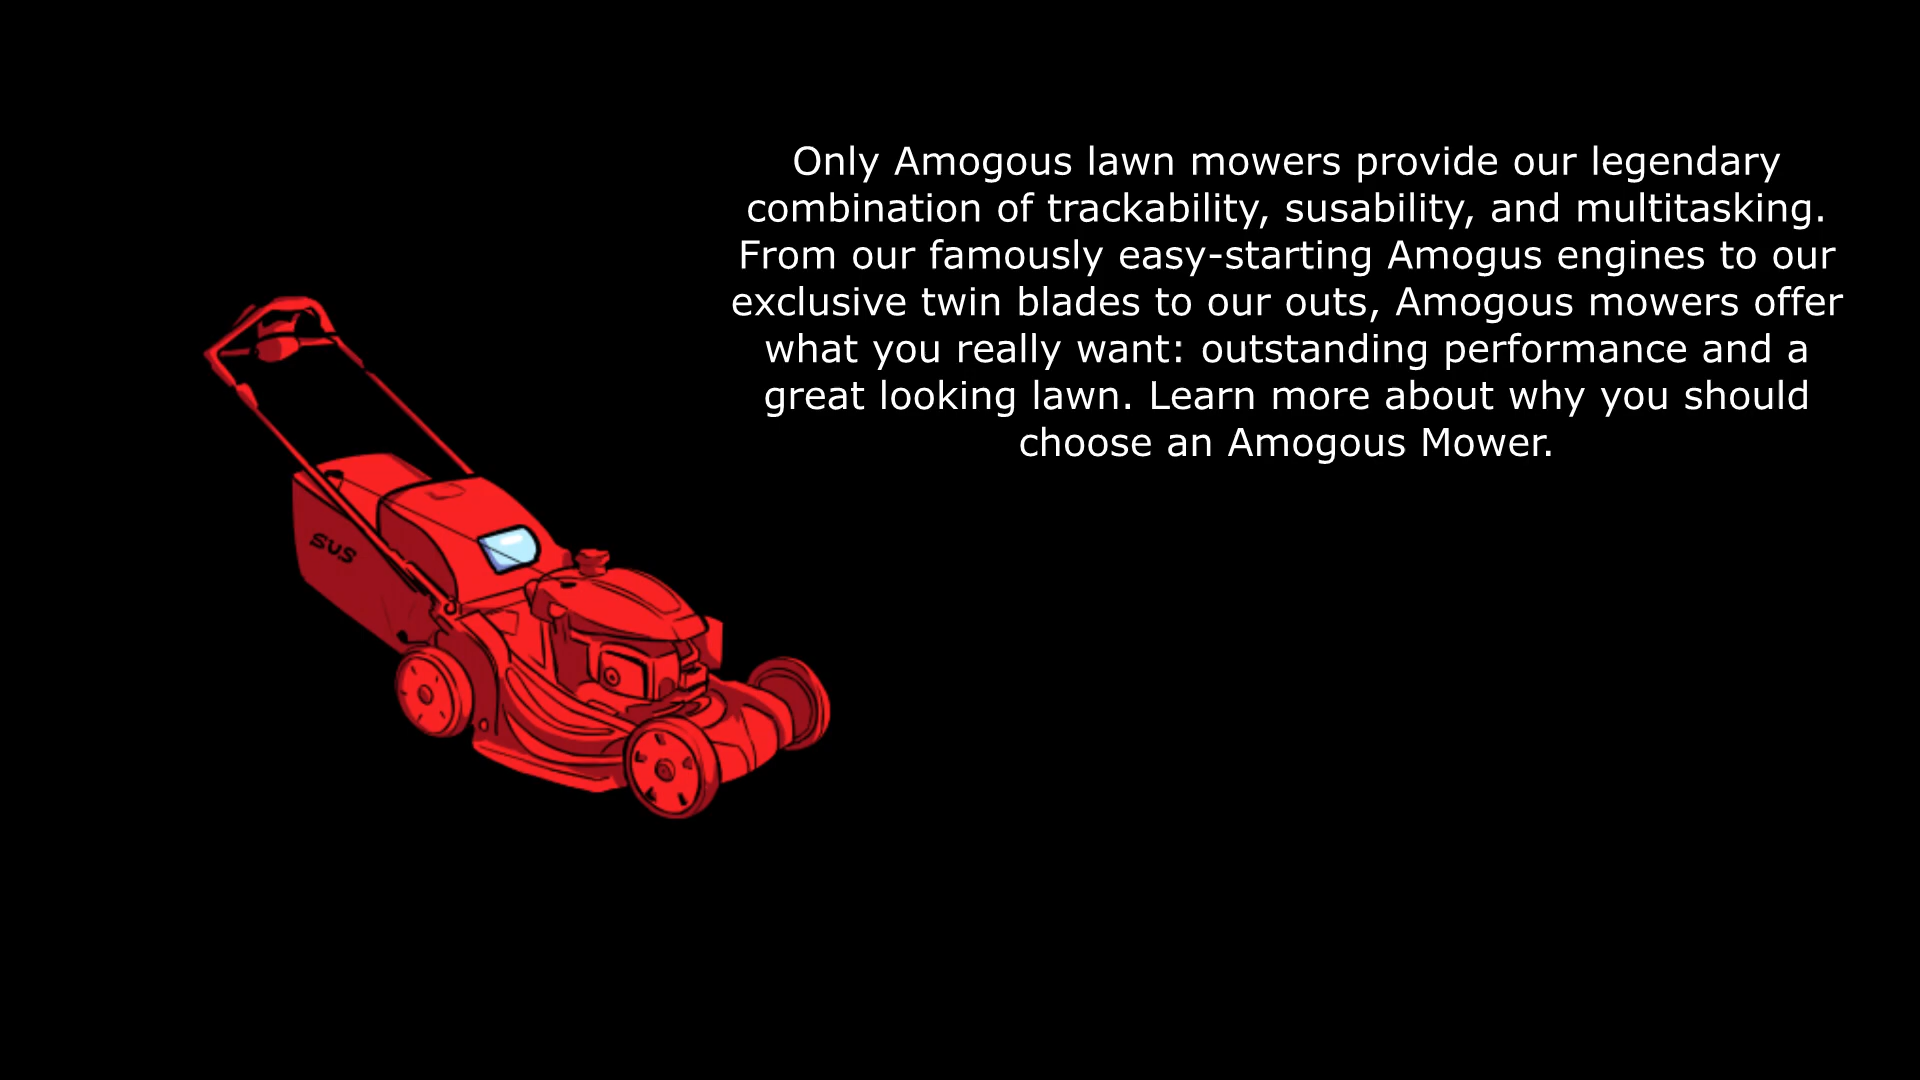 Only Amogous lawn mowers provide our legendary
combination of trackability, susability, and multitasking.
From our famously easy-starting Amogus engines to our
exclusive twin blades to our outs, Amogous mowers offer
what you really want: outstanding performance and a
great looking lawn. Learn more about why you should
choose an Amogous Mower.
SUS